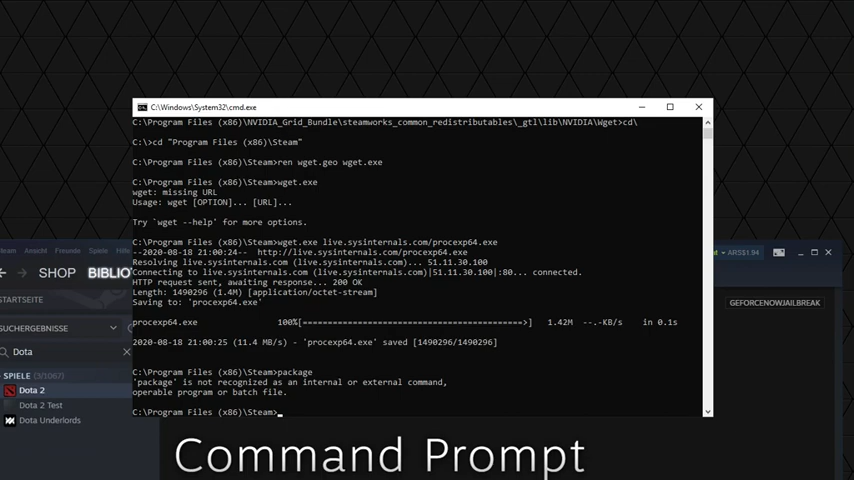 C:\Windows\System32\cmd.exe
C:\Program Files (x86)\NVIDIA_Grid_Bundle\steamworks_common_redistributables\_gtl\lib\NVIDIA\Wget>cd\
C:\>cd "Program Files (x86)\Steam"
C:\Program Files (x86)\Steam>ren wget.geo wget.exe
C:\Program Files (x86)\Steam>wget.exe
wget: missing URL
Usage: wget [OPTION]... [URL]...
Try `wget --help' for more options.
C:\Program Files (x86)\Steam>wget.exe live.sysinternals.com/procexp64.exe
--2020-08-18 21:00:24--  http://live.sysinternals.com/procexp64.exe
Resolving live.sysinternals.com (live.sysinternals.com)... 51.11.30.100
Connecting to live.sysinternals.com (live.sysinternals.com)|51.11.30.100|:80... connected.
HTTP request sent, awaiting response... 200 OK
Length: 1490296 (1.4M) [application/octet-stream]
Saving to: 'procexp64.exe'
procexp64.exe 100%[============================================>] 1.42M --.-KB/s in 0.1s
2020-08-18 21:00:25 (11.4 MB/s) - 'procexp64.exe' saved [1490296/1490296]
C:\Program Files (x86)\Steam>package
'package' is not recognized as an internal or external command,
operable program or batch file.
C:\Program Files (x86)\Steam>_
Ansicht Freunde Spiele
ARS$1.94
SHOP
STARTSEITE
GEFORCENOWJAILBREAK
SUCHERGEBNISSE
Dota
SPIELE (3/1067)
Dota 2
Dota 2 Test
Dota Underlords
Command Prompt